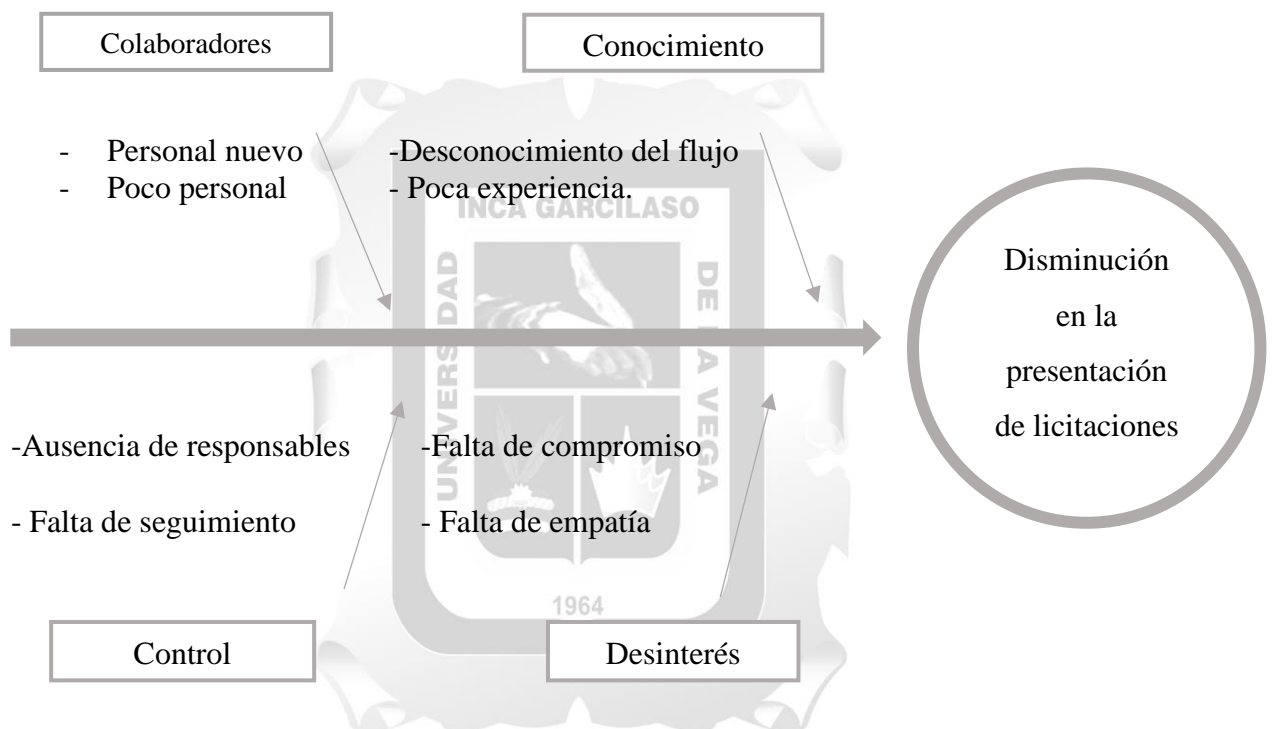 Colaboradores
Conocimiento
- Personal nuevo
- Poco personal
-Desconocimiento del flujo
- Poca experiencia.
INCA GARCILASO
UNIVERSIDAD
DE LA VEGA
1964
Disminución
en la
presentación
de licitaciones
-Ausencia de responsables
- Falta de seguimiento
-Falta de compromiso
- Falta de empatía
Control
Desinterés